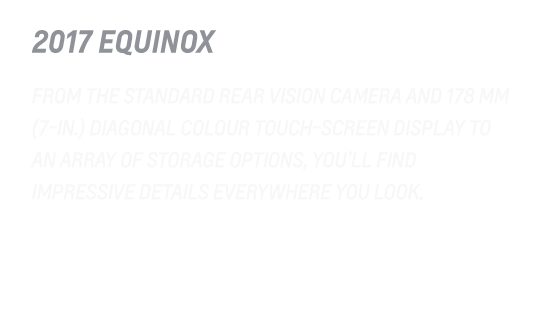 2017 EQUINOX
FROM THE STANDARD REAR VISION CAMERA AND 178 MM
(7-IN.) DIAGONAL COLOUR TOUCH-SCREEN DISPLAY TO
AN ARRAY OF STORAGE OPTIONS, YOU'LL FIND
IMPRESSIVE DETAILS EVERYWHERE YOU LOOK.